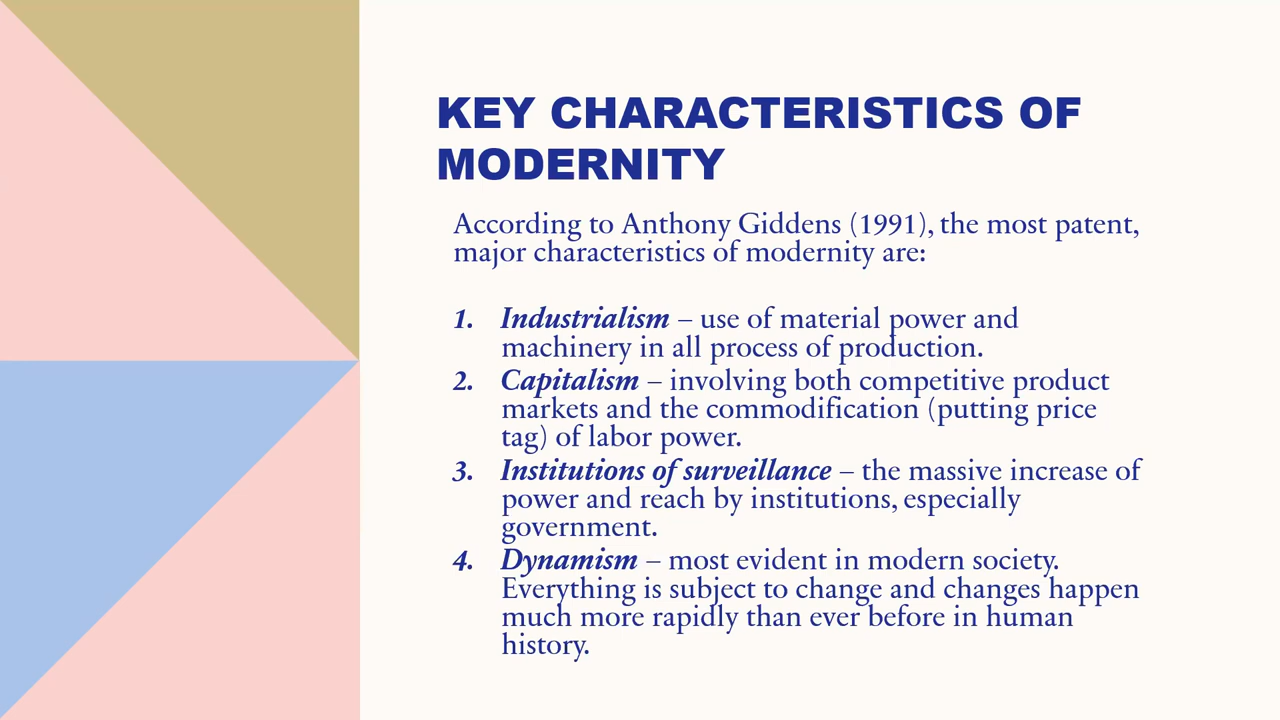 KEY CHARACTERISTICS OF
MODERNITY
According to Anthony Giddens (1991), the most patent,
major characteristics of modernity are:
1. Industrialism – use of material power and
machinery in all process of production.
2. Capitalism – involving both competitive product
markets and the commodification (putting price
tag) of labor power.
3. Institutions of surveillance – the massive increase of
power and reach by institutions, especially
government.
4. Dynamism – most evident in modern society.
Everything is subject to change and changes happen
much more rapidly than ever before in human
history.